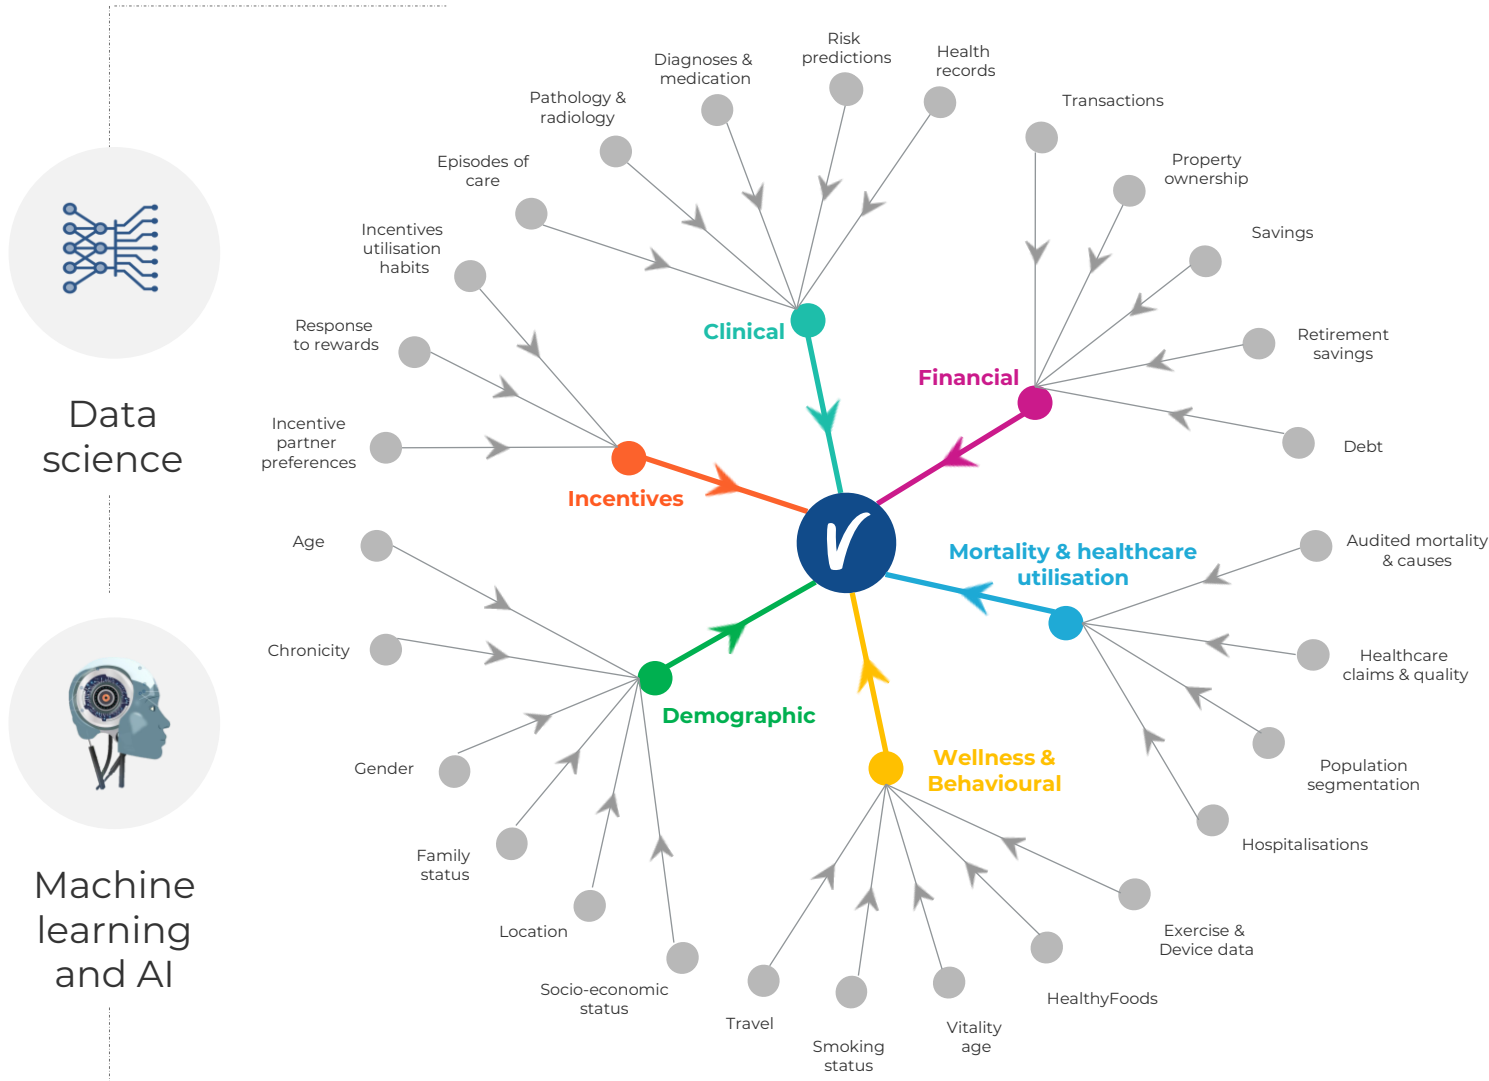 Data
science
Machine
learning
and AI
Risk
predictions
Health
records
Diagnoses &
medication
Pathology &
radiology
Episodes of
care
Incentives
utilisation
habits
Response
to rewards
Incentive
partner
preferences
Transactions
Property
ownership
Savings
Retirement
savings
Debt
Clinical
Financial
Incentives
Mortality & healthcare
utilisation
Demographic
Wellness &
Behavioural
V
Age
Chronicity
Gender
Family
status
Location
Socio-economic
status
Travel
Smoking
status
Vitality
age
HealthyFoods
Exercise &
Device data
Hospitalisations
Population
segmentation
Healthcare
claims & quality
Audited mortality
& causes